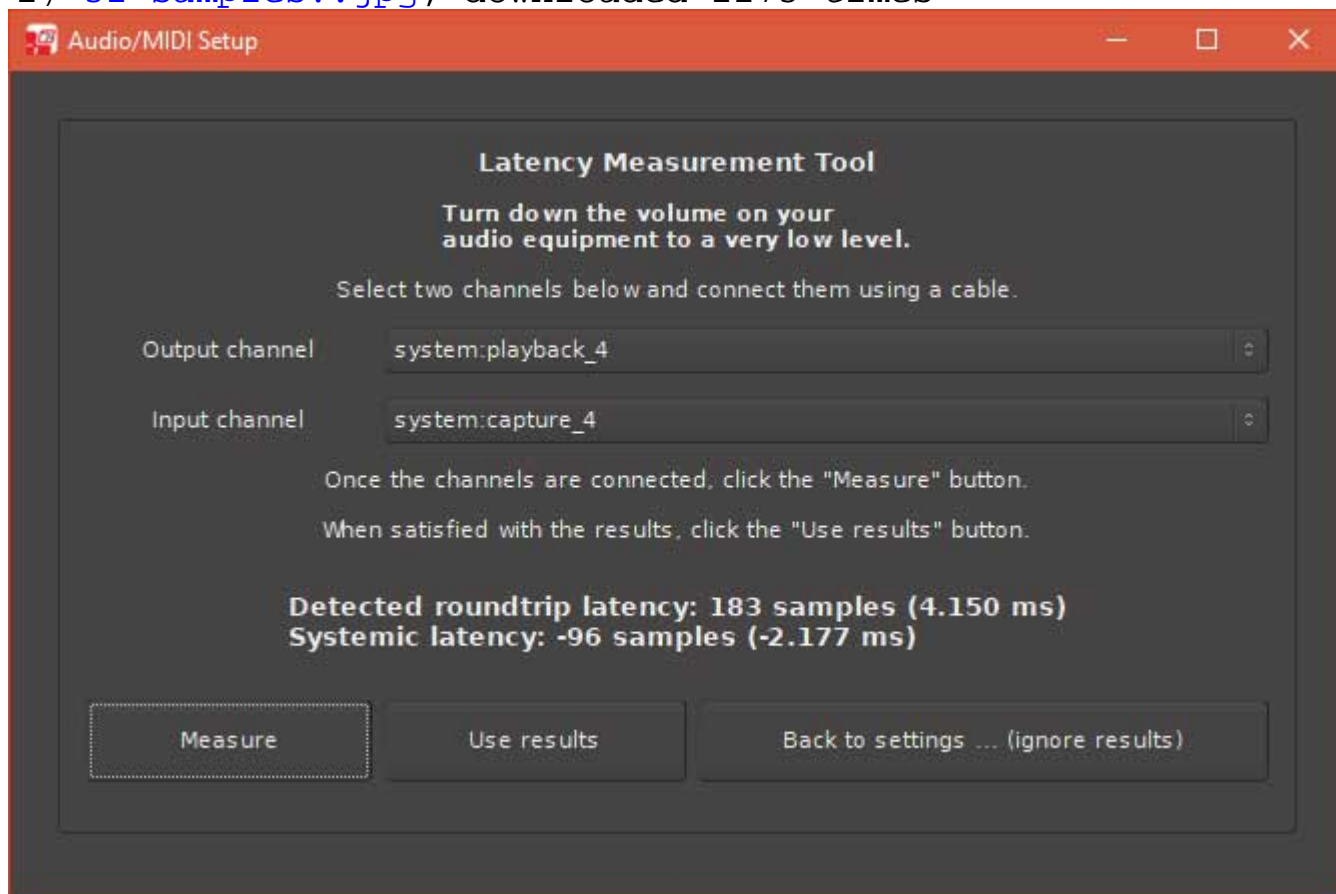 Audio/MIDI Setup
Latency Measurement Tool
Turn down the volume on your
audio equipment to a very low level.
Select two channels below and connect them using a cable.
Output channel system:playback_4
Input channel system:capture_4
Once the channels are connected, click the "Measure" button.
When satisfied with the results, click the "Use results" button.
Detected roundtrip latency: 183 samples (4.150 ms)
Systemic latency: -96 samples (-2.177 ms)
Measure Use results Back to settings ... (ignore results)